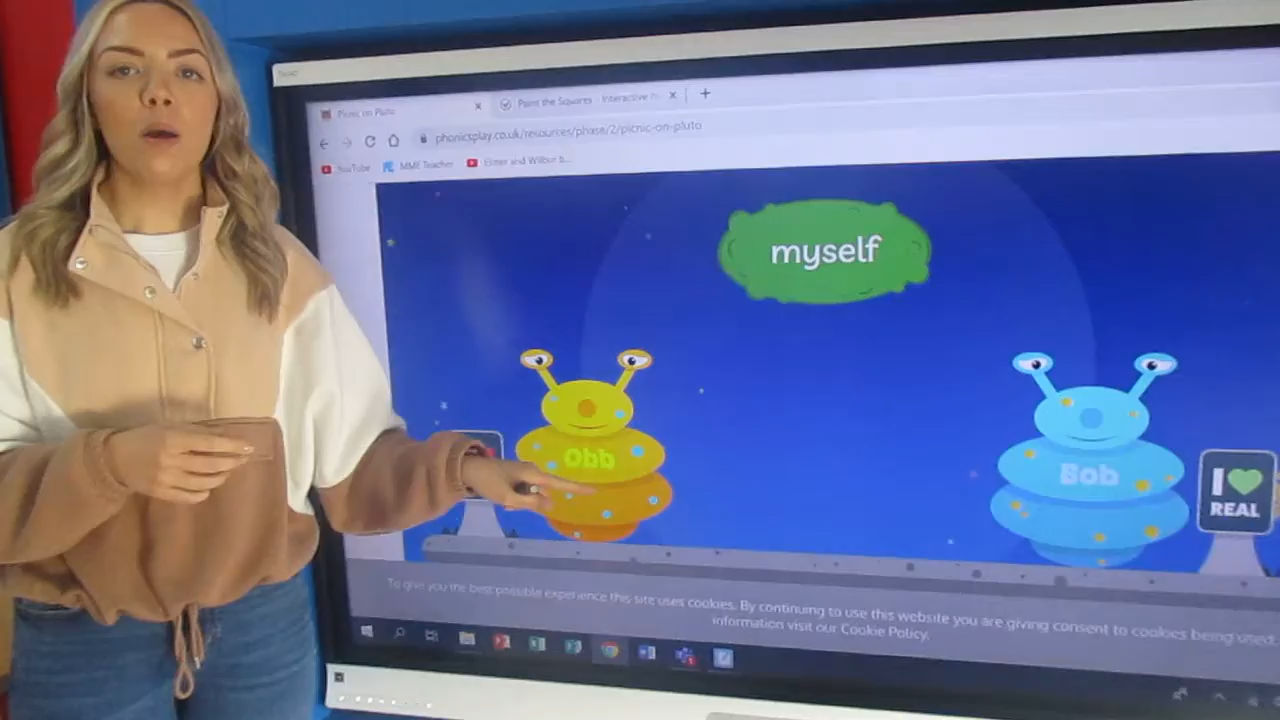 Picnic on Pluto
Paint the Squares - Interactive
phonicsplay.co.uk/resources/phase/2/picnic-on-pluto
YouTube
MME Teacher
Elmer and Wilbur b...
myself
Obb
Bob
I
REAL
To give you the best possible experience this site uses cookies. By continuing to use this website you are giving consent to cookies being used.
information visit our Cookie Policy.